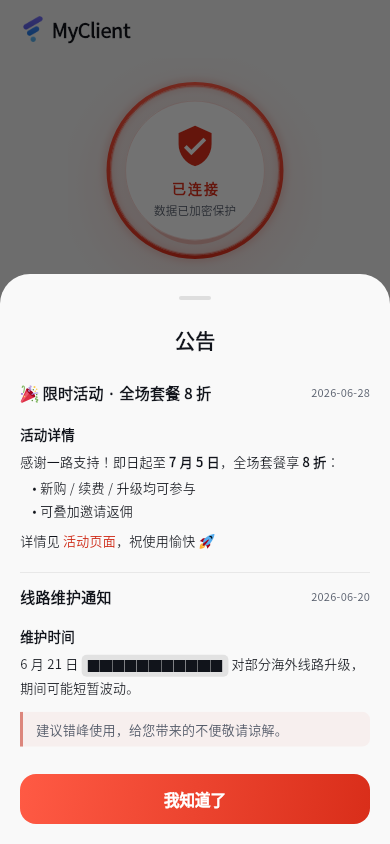 MyClient
已连接
数据已加密保护
公告
🎉 限时活动 · 全场套餐 8 折 2026-06-28
活动详情
感谢一路支持！即日起至 7 月 5 日，全场套餐享 8 折：
• 新购 / 续费 / 升级均可参与
• 可叠加邀请返佣
详情见 活动页面，祝使用愉快 🚀
线路维护通知 2026-06-20
维护时间
6 月 21 日 对部分海外线路升级，
期间可能短暂波动。
建议错峰使用，给您带来的不便敬请谅解。
我知道了